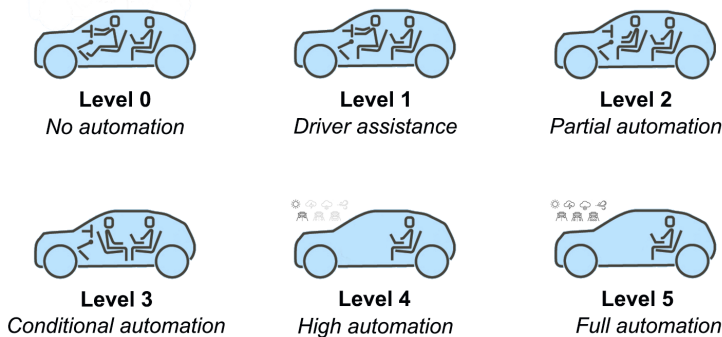 Level 0
No automation
Level 1
Driver assistance
Level 2
Partial automation
Level 3
Conditional automation
Level 4
High automation
Level 5
Full automation